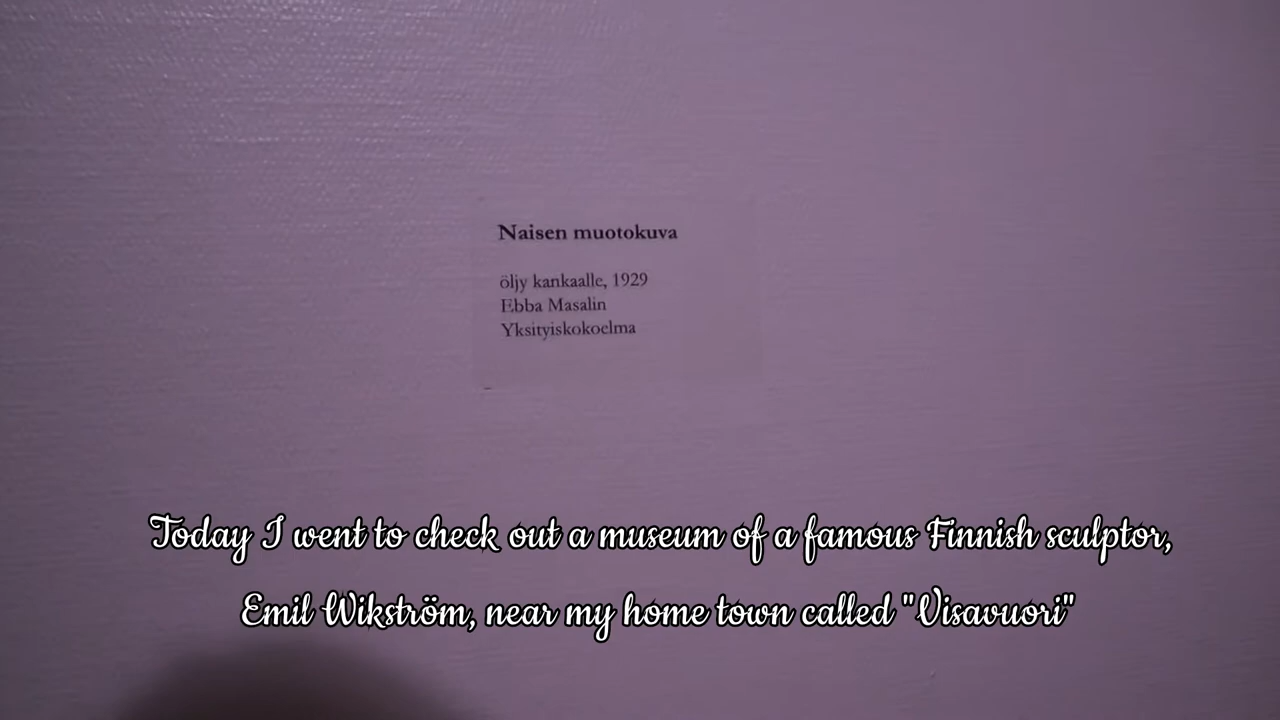 Naisen muotokuva
öljy kankaalle, 1929
Ebba Masalin
Yksityiskokoelma
Today I went to check out a museum of a famous Finnish sculptor,
Emil Wikström, near my home town called "Visavuori"